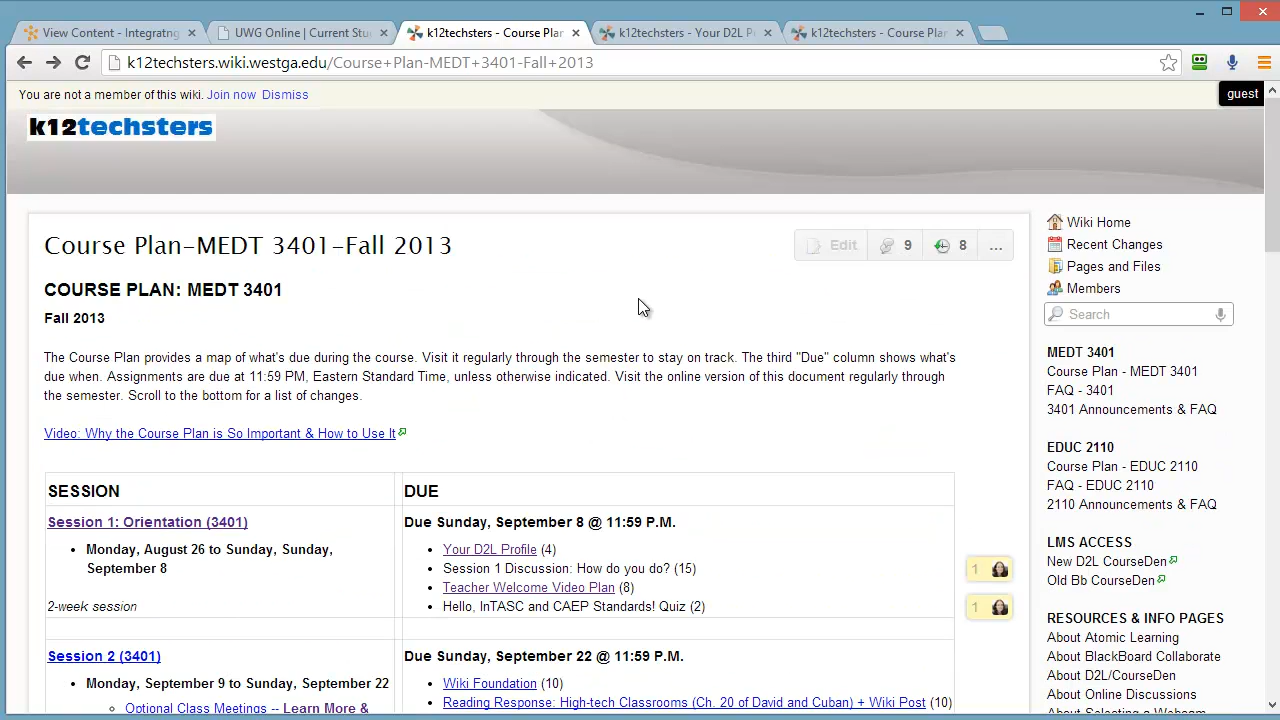 View Content - Integratng
UWG Online | Current Stu
k12techsters - Course Plan
k12techsters - Your D2L P
k12techsters - Course Plan
k12techsters.wiki.westga.edu/Course+Plan-MEDT+3401-Fall+2013
You are not a member of this wiki. Join now Dismiss
guest
k12techsters
Course Plan-MEDT 3401-Fall 2013
Edit 9 8 ...
COURSE PLAN: MEDT 3401
Fall 2013
The Course Plan provides a map of what's due during the course. Visit it regularly through the semester to stay on track. The third "Due" column shows what's
due when. Assignments are due at 11:59 PM, Eastern Standard Time, unless otherwise indicated. Visit the online version of this document regularly through
the semester. Scroll to the bottom for a list of changes.
Video: Why the Course Plan is So Important & How to Use It
SESSION
DUE
Session 1: Orientation (3401)
• Monday, August 26 to Sunday, Sunday,
September 8
2-week session
Due Sunday, September 8 @ 11:59 P.M.
• Your D2L Profile (4)
• Session 1 Discussion: How do you do? (15)
• Teacher Welcome Video Plan (8)
• Hello, InTASC and CAEP Standards! Quiz (2)
1
1
Session 2 (3401)
• Monday, September 9 to Sunday, September 22
Optional Class Meetings -- Learn More &
Due Sunday, September 22 @ 11:59 P.M.
• Wiki Foundation (10)
• Reading Response: High-tech Classrooms (Ch. 20 of David and Cuban) + Wiki Post (10)
Wiki Home
Recent Changes
Pages and Files
Members
Search
MEDT 3401
Course Plan - MEDT 3401
FAQ - 3401
3401 Announcements & FAQ
EDUC 2110
Course Plan - EDUC 2110
FAQ - EDUC 2110
2110 Announcements & FAQ
LMS ACCESS
New D2L CourseDen
Old Bb CourseDen
RESOURCES & INFO PAGES
About Atomic Learning
About BlackBoard Collaborate
About D2L/CourseDen
About Online Discussions
About Selecting a Webcam